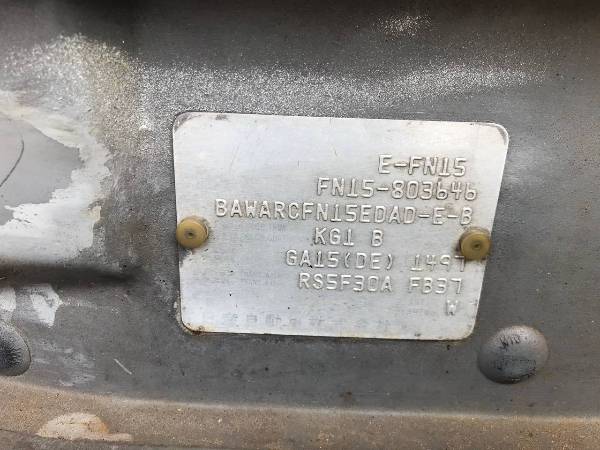 E-FN15
FN15-803646
BAWARCFN15EDAD-E-B
KG1 B
GA15(DE) 1497
RS5F30A FB37
W